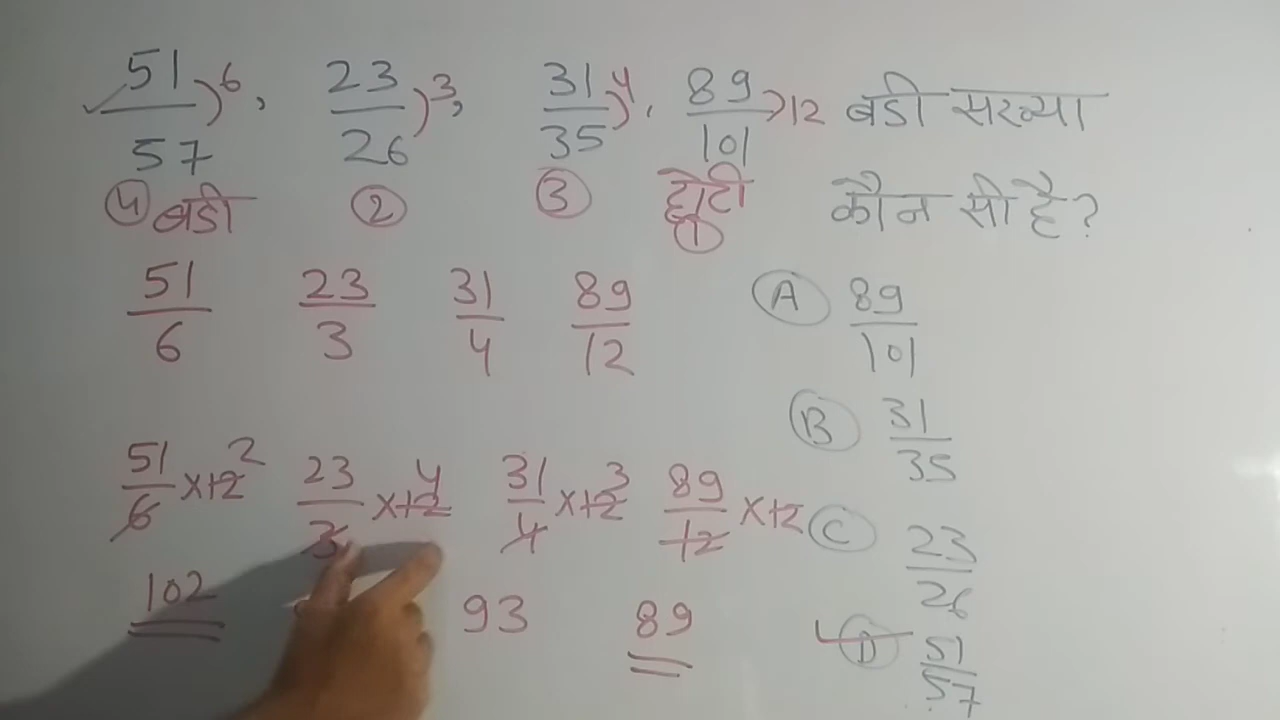 51/57 ) 6 , 23/26 ) 3 , 31/35 ) 4 , 89/101 > 12 बडी सख्या
④ बडी ② ③ छोटी ① कौन सी है ?
51/6 23/3 31/4 89/12
51/6 × 12 2 23/3 × 12 4 31/4 × 12 3 89/12 × 12
102 93 89
A 89/101
B 31/35
C 23/26
D 51/57